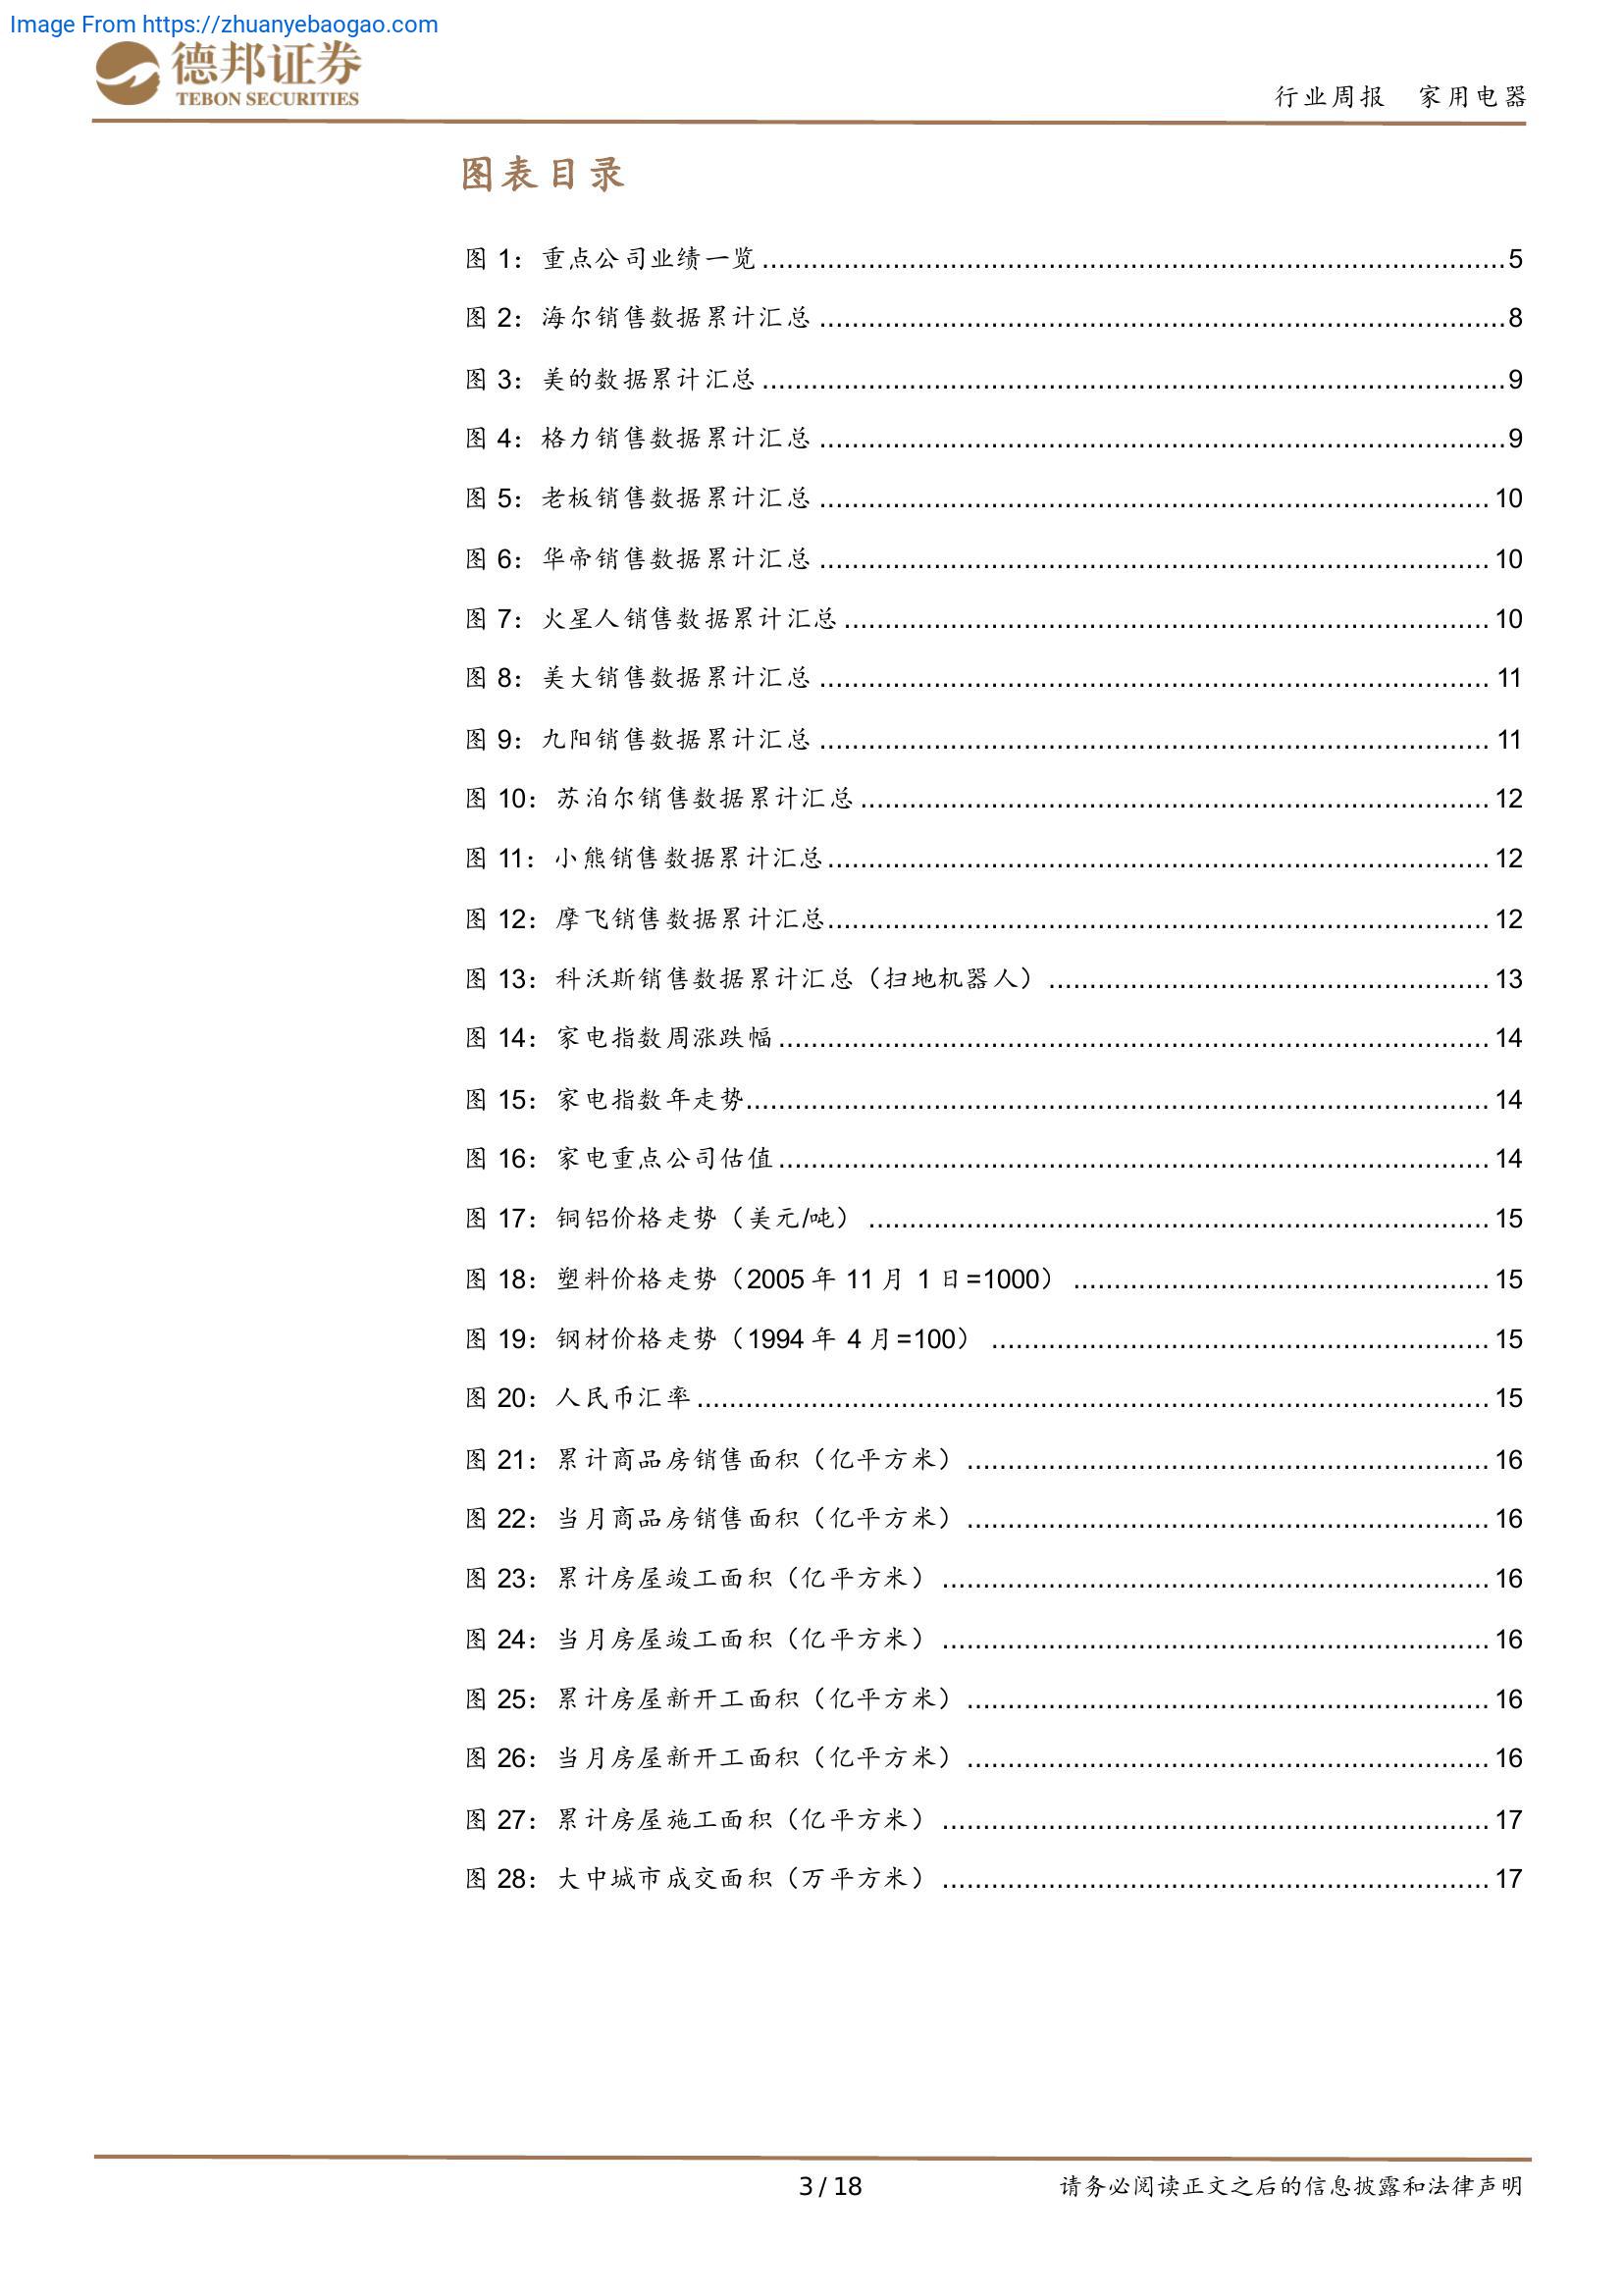 Image From https://zhuanyebaogao.com
德邦证券
TEBON SECURITIES
行业周报 家用电器
图表目录
图 1：重点公司业绩一览 5
图 2：海尔销售数据累计汇总 8
图 3：美的数据累计汇总 9
图 4：格力销售数据累计汇总 9
图 5：老板销售数据累计汇总 10
图 6：华帝销售数据累计汇总 10
图 7：火星人销售数据累计汇总 10
图 8：美大销售数据累计汇总 11
图 9：九阳销售数据累计汇总 11
图 10：苏泊尔销售数据累计汇总 12
图 11：小熊销售数据累计汇总 12
图 12：摩飞销售数据累计汇总 12
图 13：科沃斯销售数据累计汇总（扫地机器人） 13
图 14：家电指数周涨跌幅 14
图 15：家电指数年走势 14
图 16：家电重点公司估值 14
图 17：铜铝价格走势（美元/吨） 15
图 18：塑料价格走势（2005 年 11 月 1 日=1000） 15
图 19：钢材价格走势（1994 年 4 月=100） 15
图 20：人民币汇率 15
图 21：累计商品房销售面积（亿平方米） 16
图 22：当月商品房销售面积（亿平方米） 16
图 23：累计房屋竣工面积（亿平方米） 16
图 24：当月房屋竣工面积（亿平方米） 16
图 25：累计房屋新开工面积（亿平方米） 16
图 26：当月房屋新开工面积（亿平方米） 16
图 27：累计房屋施工面积（亿平方米） 17
图 28：大中城市成交面积（万平方米） 17
3 / 18
请务必阅读正文之后的信息披露和法律声明